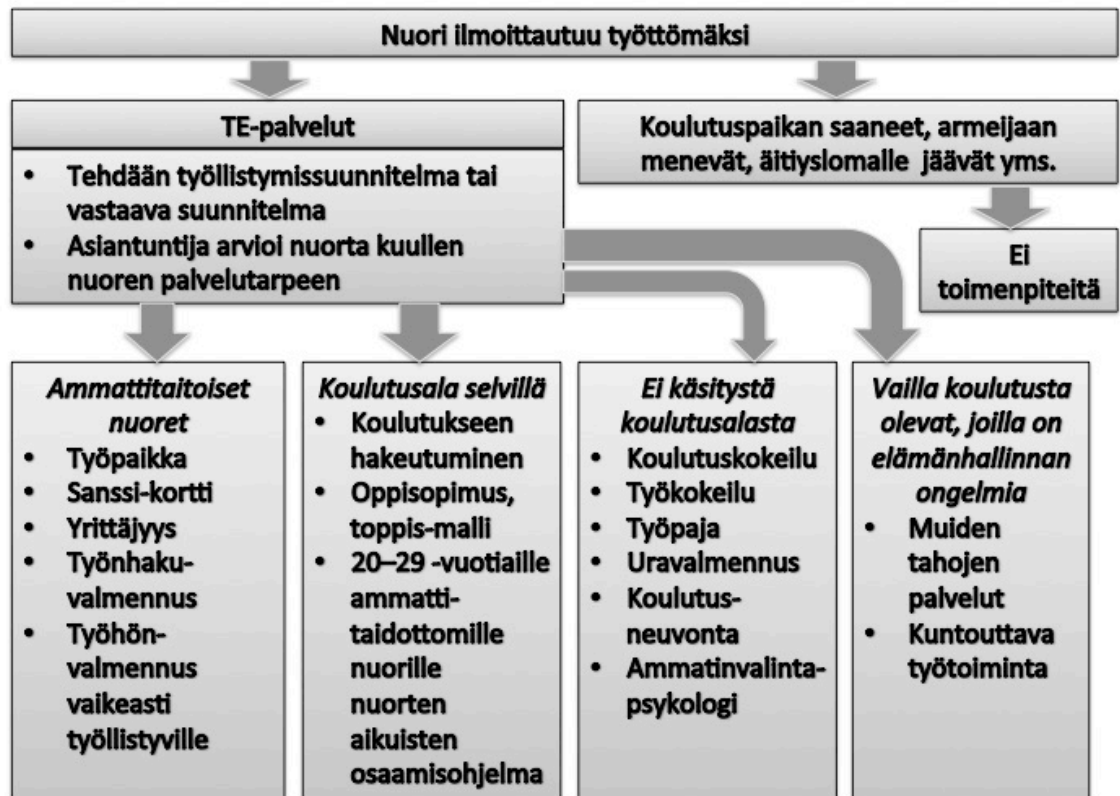 Nuori ilmoittautuu työttömäksi
TE-palvelut
• Tehdään työllistymissuunnitelma tai
vastaava suunnitelma
• Asiantuntija arvioi nuorta kuullen
nuoren palvelutarpeen
Koulutuspaikan saaneet, armeijaan
menevät, äitiyslomalle jäävät yms.
Ei
toimenpiteitä
Ammattitaitoiset
nuoret
• Työpaikka
• Sanssi-kortti
• Yrittäjyys
• Työnhaku-
valmennus
• Työhön-
valmennus
vaikeasti
työllistyville
Koulutusala selvillä
• Koulutukseen
hakeutuminen
• Oppisopimus,
toppis-malli
• 20–29 -vuotiaille
ammatti-
taidottomille
nuorille
nuorten
aikuisten
osaamisohjelma
Ei käsitystä
koulutusalasta
• Koulutuskokeilu
• Työkokeilu
• Työpaja
• Uravalmennus
• Koulutus-
neuvonta
• Ammatinvalinta-
psykologi
Vailla koulutusta
olevat, joilla on
elämänhallinnan
ongelmia
• Muiden
tahojen
palvelut
• Kuntouttava
työtoiminta